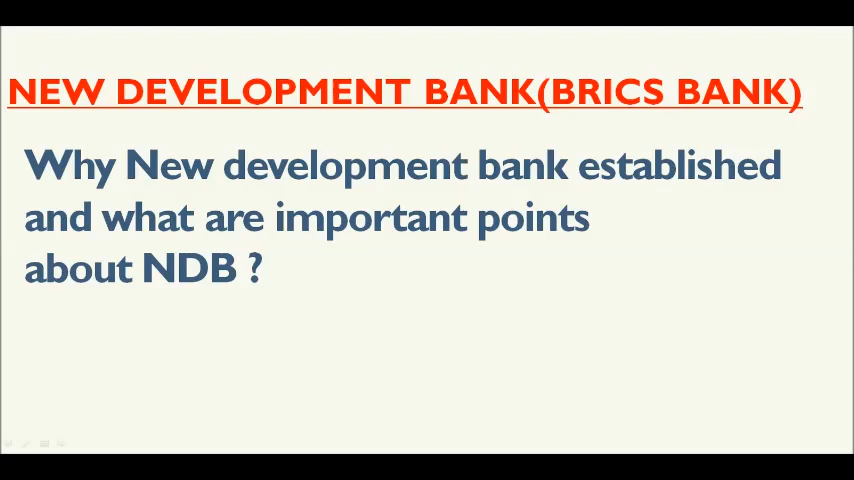 NEW DEVELOPMENT BANK(BRICS BANK)
Why New development bank established
and what are important points
about NDB ?